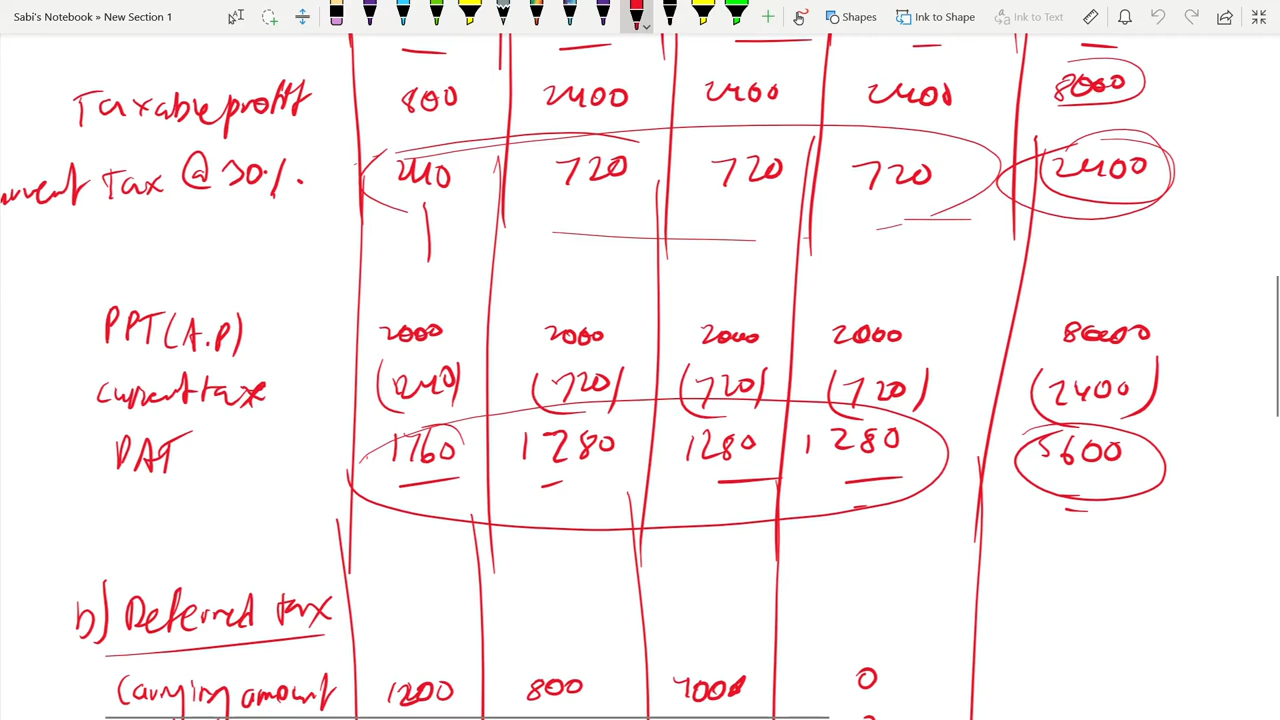 Sabi's Notebook » New Section 1
Shapes Ink to Shape Ink to Text
Taxable profit 800 2400 2400 2400 8000
urrent Tax @ 30%. 240 720 720 720 2400
PPT (A.P) 2000 2000 2000 2000 8000
Current tax (240) (720) (720) (720) (2400)
PAT 1760 1280 1280 1280 5600
b) Deferred tax
Carrying amount 1200 800 4000 0